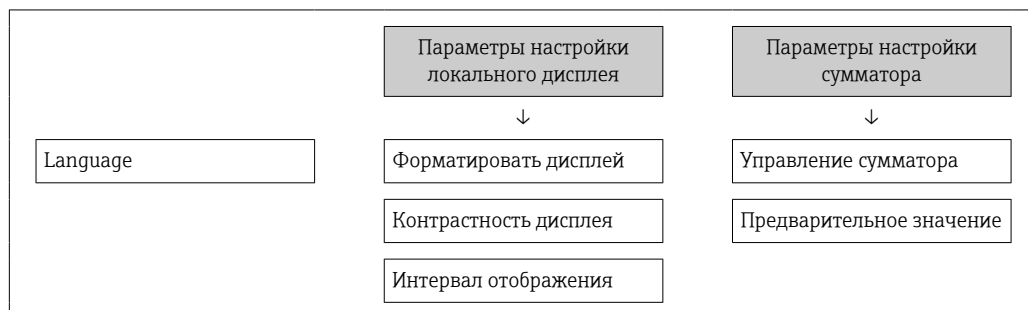 Параметры настройки
локального дисплея
Параметры настройки
сумматора
↓
↓
Language
Форматировать дисплей
Управление сумматора
Контрастность дисплея
Предварительное значение
Интервал отображения